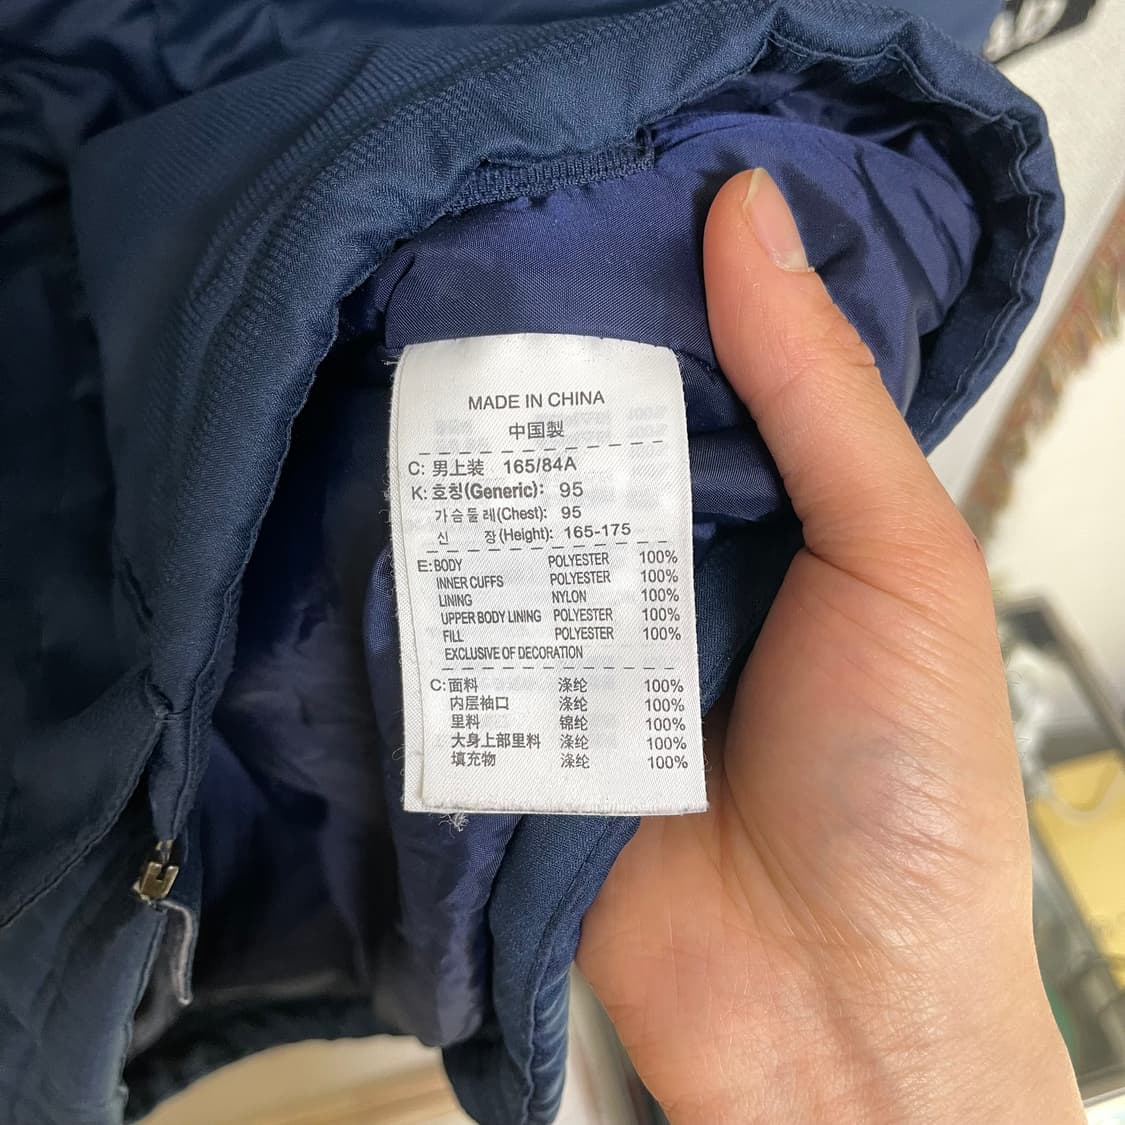 MADE IN CHINA
中国製
C: 男上装 165/84A
K: 호칭(Generic): 95
가슴둘레(Chest): 95
신 장(Height): 165-175
E: BODY POLYESTER 100%
INNER CUFFS POLYESTER 100%
LINING NYLON 100%
UPPER BODY LINING POLYESTER 100%
FILL POLYESTER 100%
EXCLUSIVE OF DECORATION
C: 面料 涤纶 100%
内层袖口 涤纶 100%
里料 锦纶 100%
大身上部里料 涤纶 100%
填充物 涤纶 100%